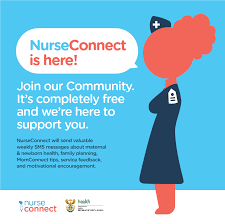 NurseConnect
is here!
Join our Community.
It's completely free
and we're here to
support you.
NurseConnect will send valuable
weekly SMS messages about maternal
& newborn health, family planning,
MomConnect tips, service feedback,
and motivational encouragement.
nurse
connect
health